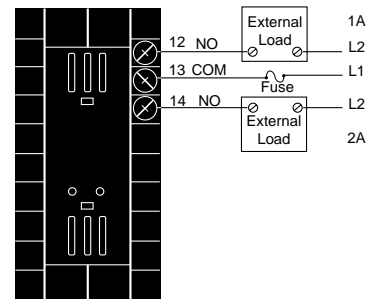 External Load 1A
12 NO L2
13 COM Fuse L1
14 NO L2
External Load 2A